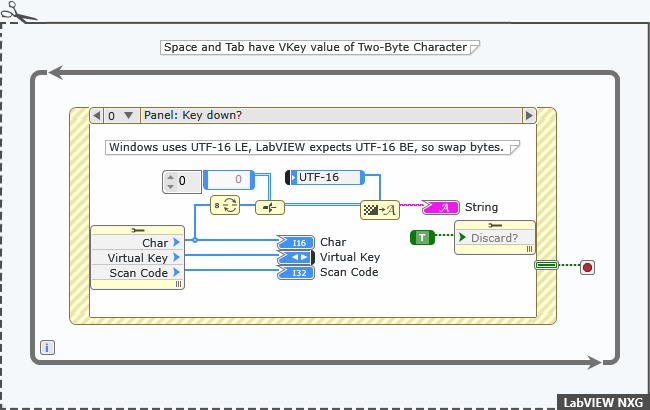 Space and Tab have VKey value of Two-Byte Character
0 Panel: Key down?
Windows uses UTF-16 LE, LabVIEW expects UTF-16 BE, so swap bytes.
0 0 UTF-16
8 A String
Char I16 Char T Discard?
Virtual Key Virtual Key
Scan Code I32 Scan Code
i
LabVIEW NXG